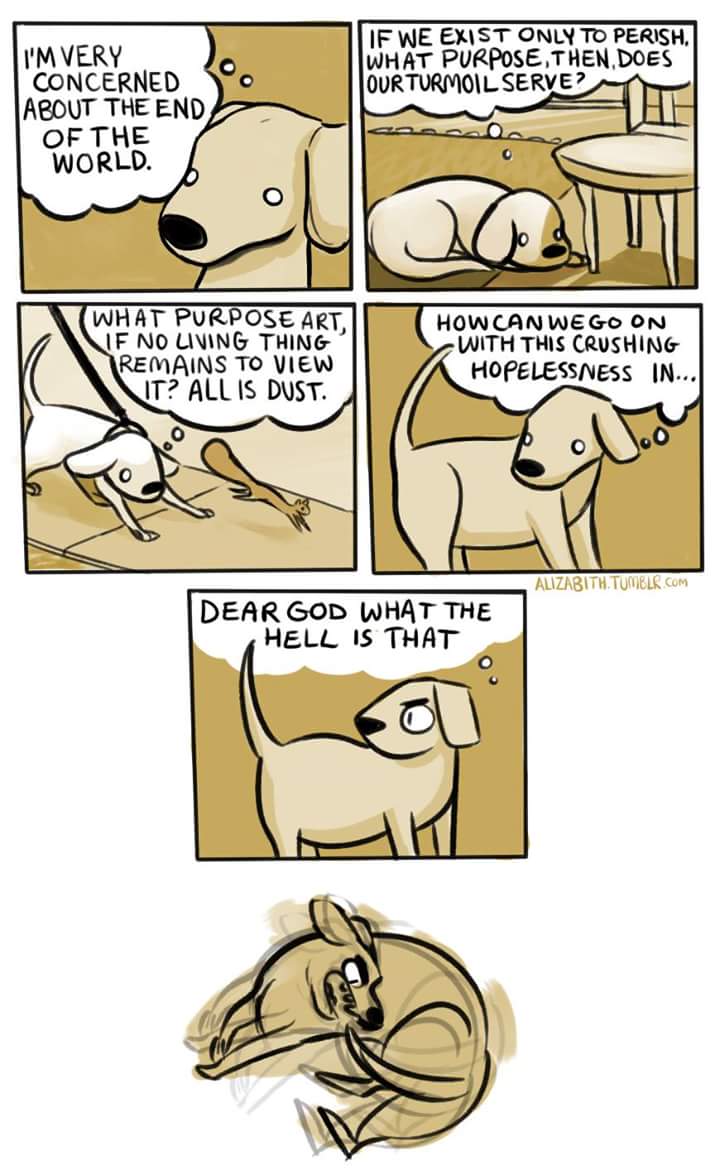 I'M VERY
CONCERNED
ABOUT THE END
OF THE
WORLD.
IF WE EXIST ONLY TO PERISH,
WHAT PURPOSE, THEN, DOES
OUR TURMOIL SERVE?
WHAT PURPOSE ART,
IF NO LIVING THING
REMAINS TO VIEW
IT? ALL IS DUST.
HOW CAN WE GO ON
WITH THIS CRUSHING
HOPELESSNESS IN...
ALIZABITH.TUMBLR.COM
DEAR GOD WHAT THE
HELL IS THAT